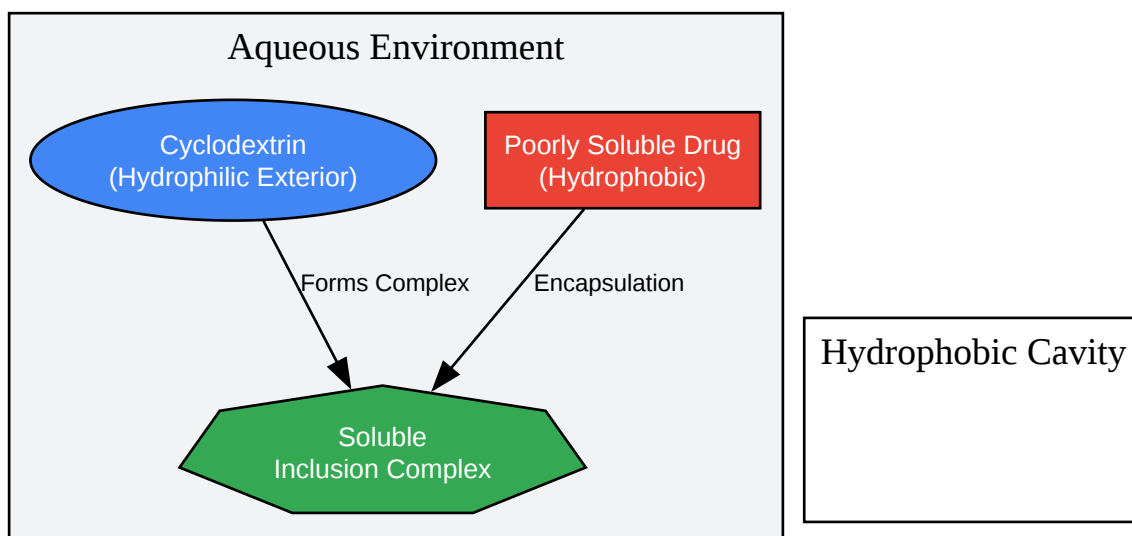 Aqueous Environment
Cyclodextrin
(Hydrophilic Exterior)
Poorly Soluble Drug
(Hydrophobic)
Forms Complex
Encapsulation
Hydrophobic Cavity
Soluble
Inclusion Complex